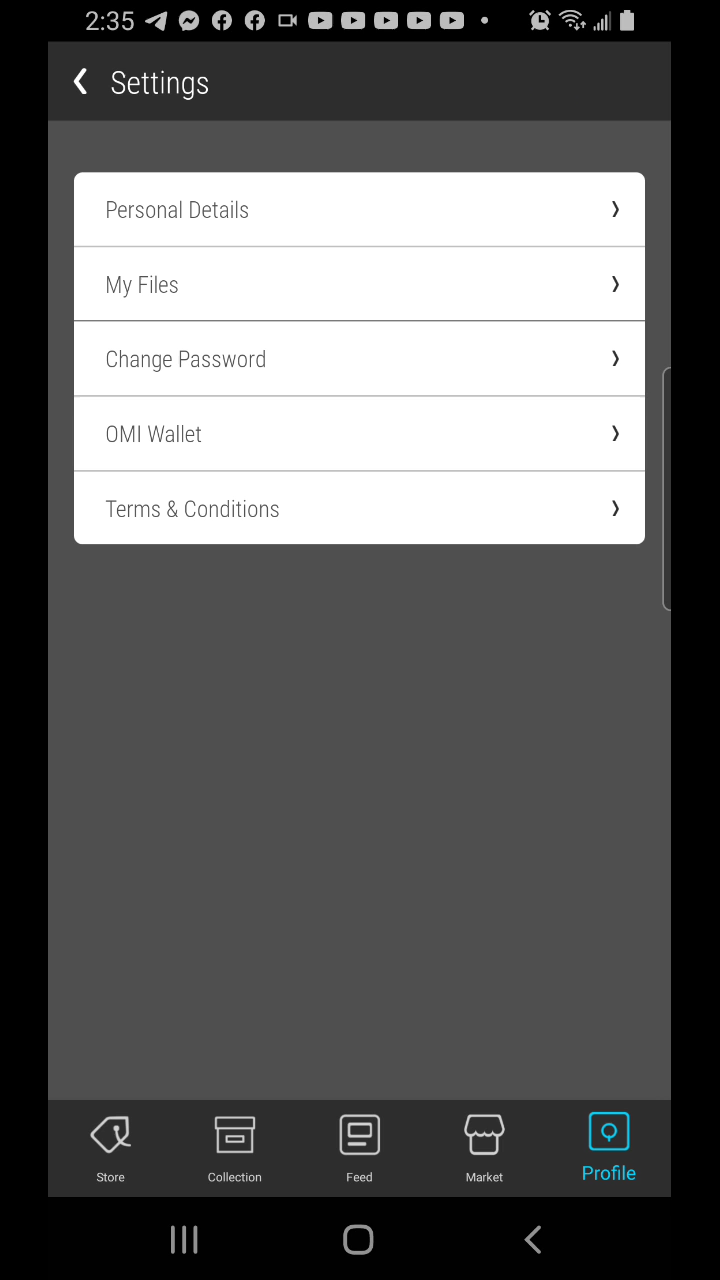 2:35
Settings
Personal Details
My Files
Change Password
OMI Wallet
Terms & Conditions
Store
Collection
Feed
Market
Profile